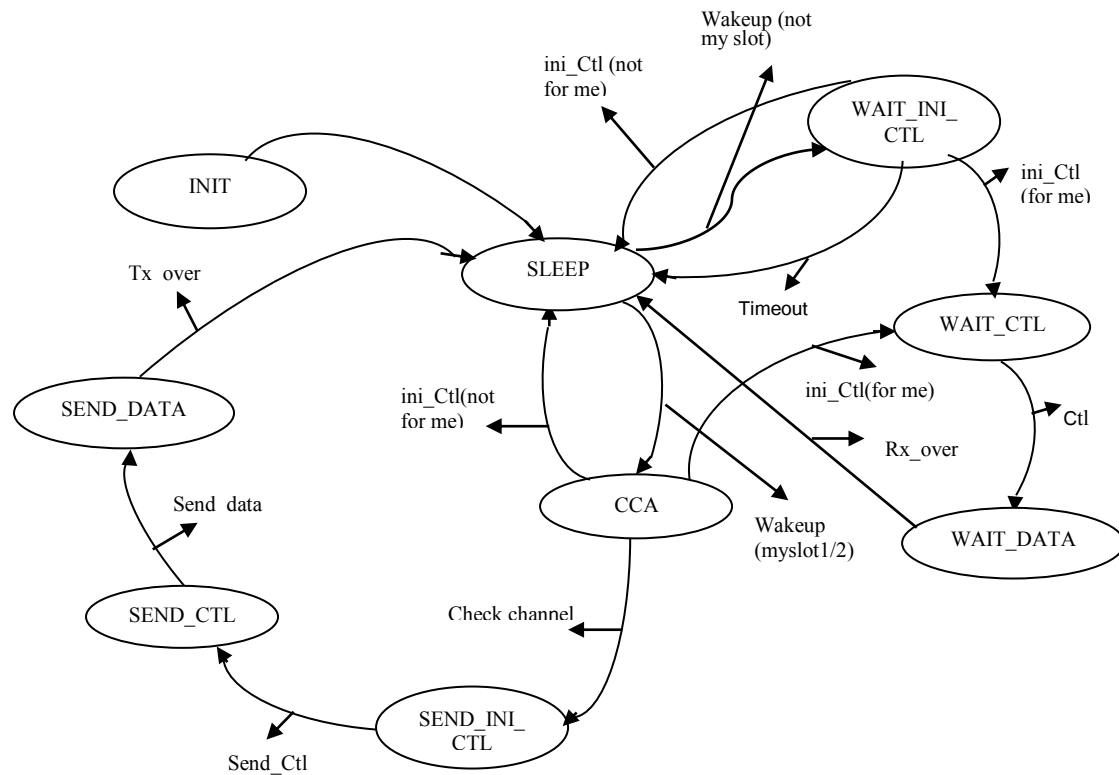 Wakeup (not
my slot)
ini_Ctl (not
for me)
WAIT_INI_
CTL
INIT
ini_Ctl
(for me)
SLEEP
Tx over
Timeout
WAIT_CTL
ini_Ctl(for me)
SEND_DATA
ini_Ctl(not
for me)
Ctl
Rx_over
Send data
CCA
Wakeup
(myslot1/2)
WAIT_DATA
SEND_CTL
Check channel
SEND_INI_
CTL
Send_Ctl